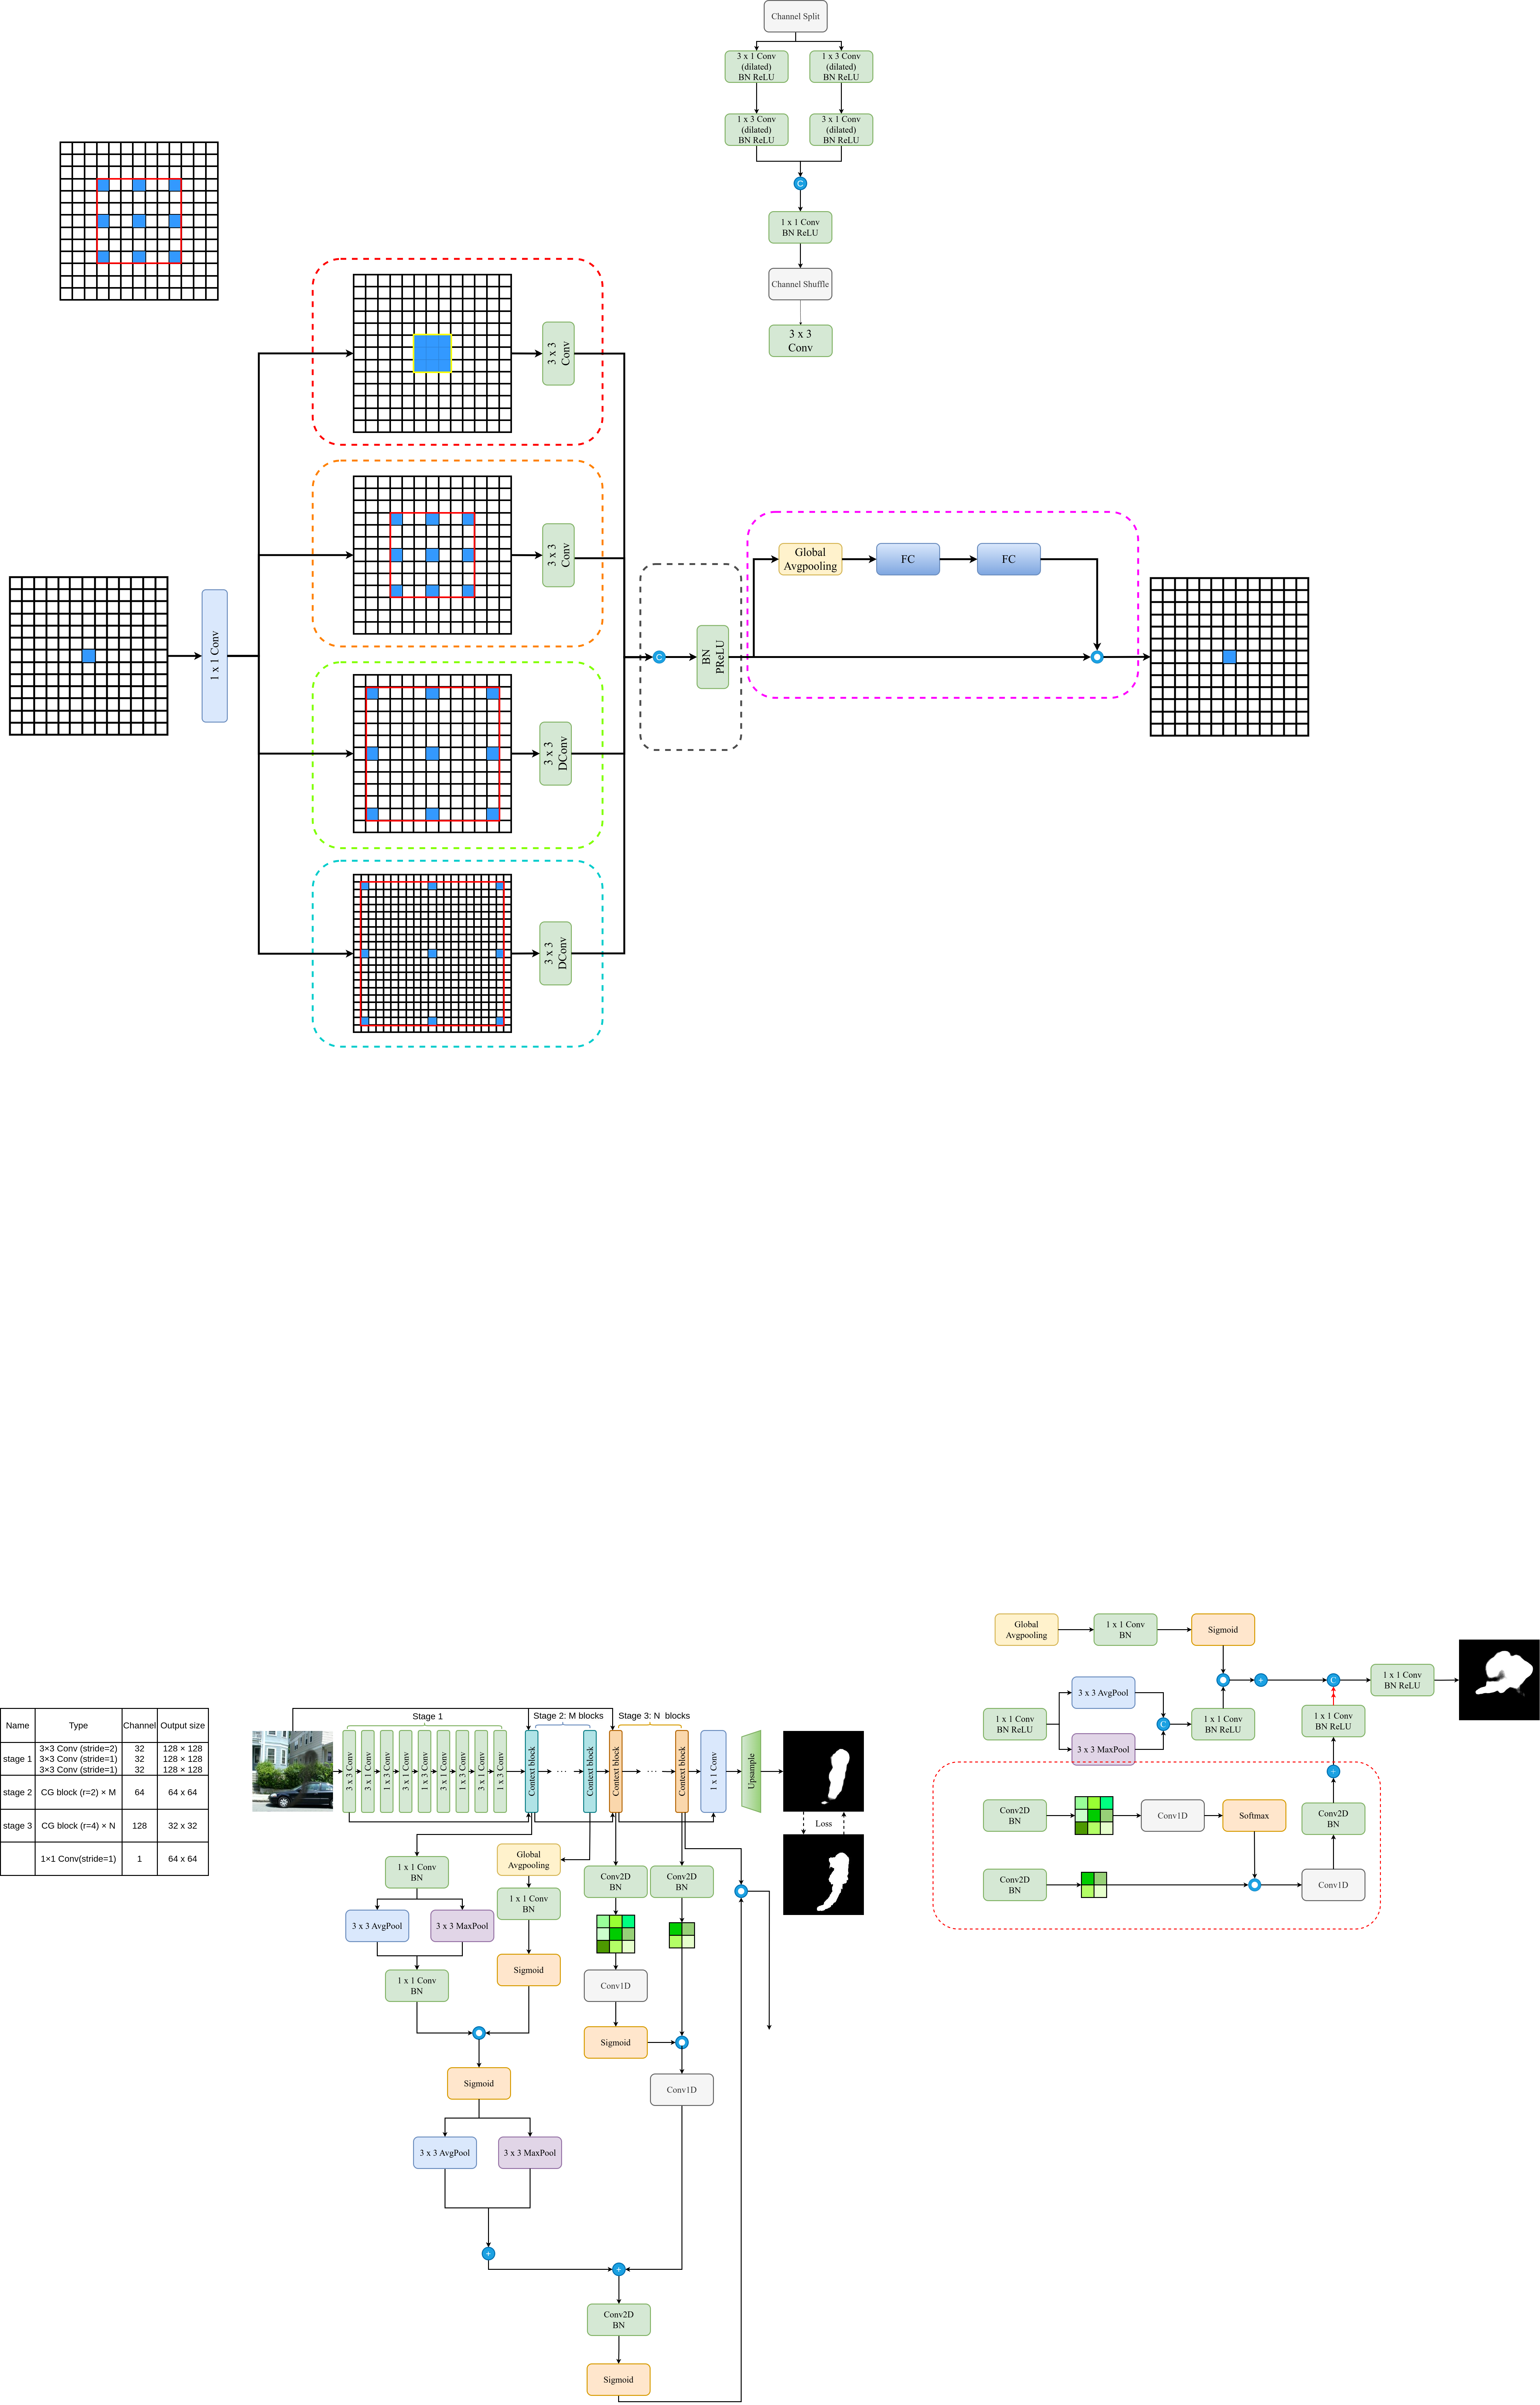 Channel Split
3 x 1 Conv
(dilated)
BN ReLU
1 x 3 Conv
(dilated)
BN ReLU
1 x 3 Conv
(dilated)
BN ReLU
3 x 1 Conv
(dilated)
BN ReLU
C
1 x 1 Conv
BN ReLU
Channel Shuffle
3 x 3
Conv
3 x 3
Conv
3 x 3
Conv
3 x 3
DConv
3 x 3
DConv
1 x 1 Conv
C
BN
PReLU
Global
Avgpooling
FC
FC
Name Type Channel Output size
stage 1
3×3 Conv (stride=2) 32 128 × 128
3×3 Conv (stride=1) 32 128 × 128
3×3 Conv (stride=1) 32 128 × 128
stage 2 CG block (r=2) × M 64 64 x 64
stage 3 CG block (r=4) × N 128 32 x 32
1×1 Conv(stride=1) 1 64 x 64
Stage 1
Stage 2: M blocks
Stage 3: N blocks
3 x 3 Conv
3 x 1 Conv
1 x 3 Conv
3 x 1 Conv
1 x 3 Conv
3 x 1 Conv
1 x 3 Conv
3 x 1 Conv
1 x 3 Conv
Context block
. . .
Context block
Context block
. . .
Context block
1 x 1 Conv
Upsample
Loss
1 x 1 Conv
BN
3 x 3 AvgPool
3 x 3 MaxPool
1 x 1 Conv
BN
Global
Avgpooling
1 x 1 Conv
BN
Sigmoid
Conv2D
BN
Conv2D
BN
Conv1D
Sigmoid
Conv1D
Sigmoid
3 x 3 AvgPool
3 x 3 MaxPool
+
+
Conv2D
BN
Sigmoid
Global
Avgpooling
1 x 1 Conv
BN
Sigmoid
1 x 1 Conv
BN ReLU
3 x 3 AvgPool
3 x 3 MaxPool
C
1 x 1 Conv
BN ReLU
+
C
1 x 1 Conv
BN ReLU
1 x 1 Conv
BN ReLU
+
Conv2D
BN
Conv1D
Softmax
Conv2D
BN
Conv2D
BN
Conv1D